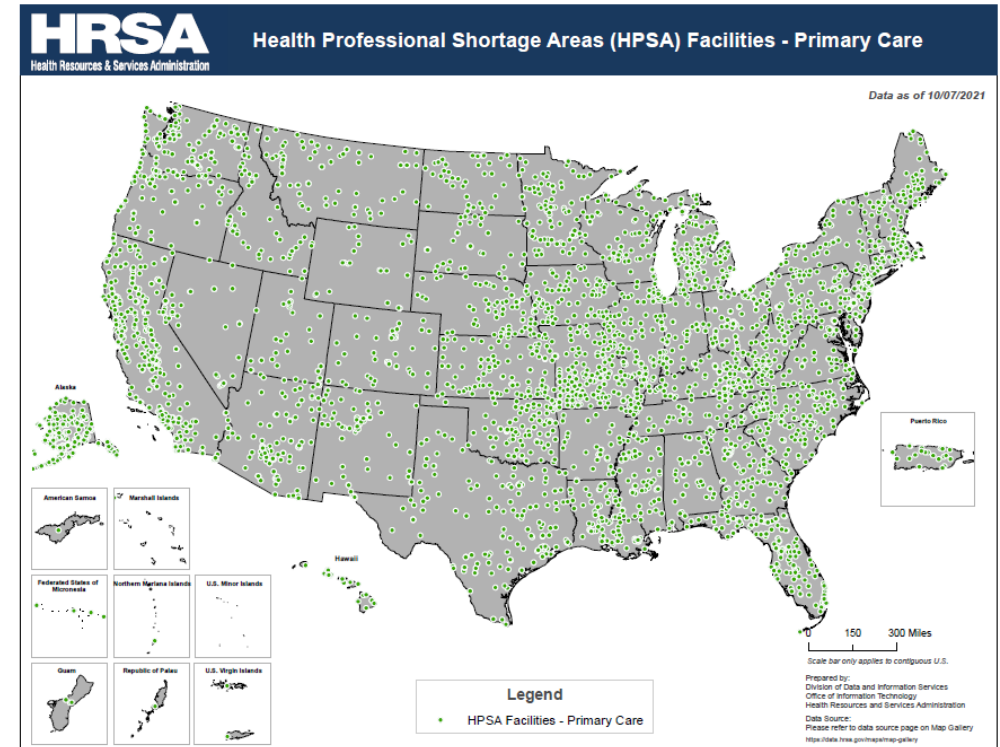 HRSA
Health Resources & Services Administration
Health Professional Shortage Areas (HPSA) Facilities - Primary Care
Data as of 10/07/2021
Alaska
Puerto Rico
American Samoa
Marshall Islands
Hawaii
Federated States of
Micronesia
Northern Mariana Islands
U.S. Minor Islands
Guam
Republic of Palau
U.S. Virgin Islands
0 150 300 Miles
Scale bar only applies to contiguous U.S.
Legend
HPSA Facilities - Primary Care
Prepared by:
Division of Data and Information Services
Office of Information Technology
Health Resources and Services Administration
Data Source:
Please refer to data source page on Map Gallery
https://data.hrsa.gov/maps/map-gallery